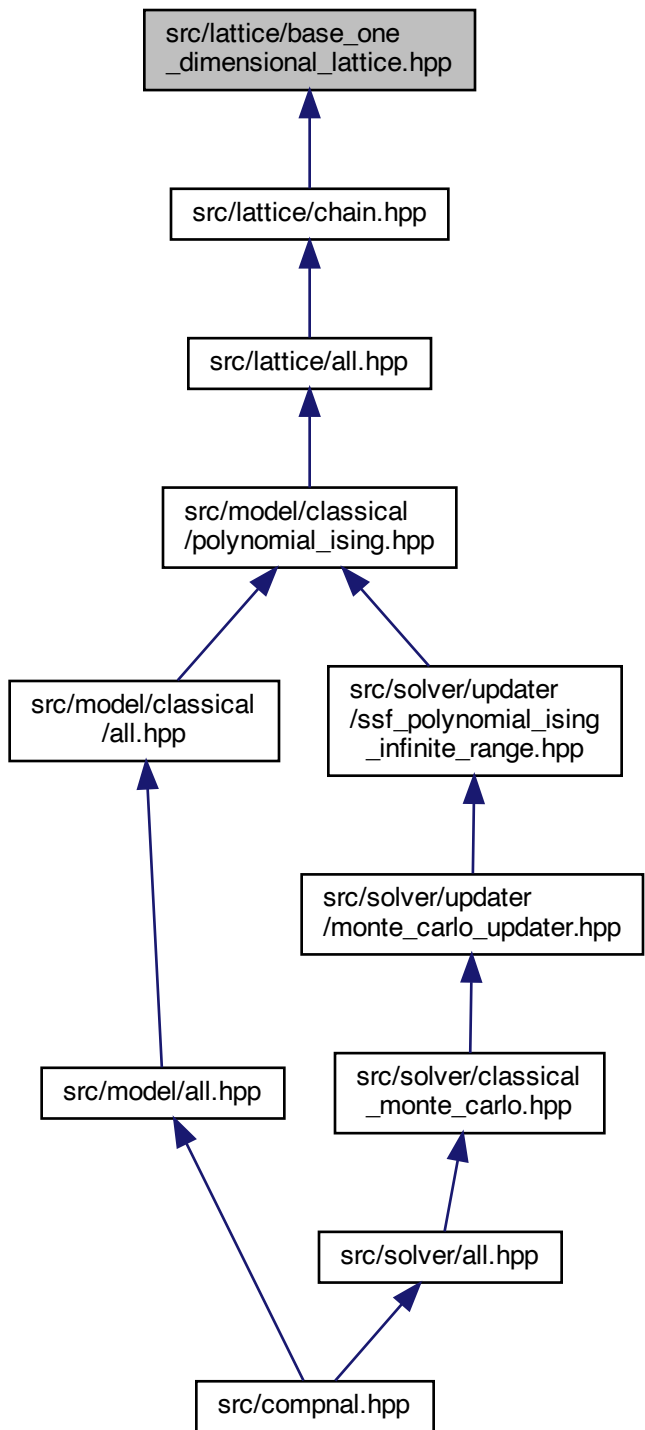 src/lattice/base_one
_dimensional_lattice.hpp
src/lattice/chain.hpp
src/lattice/all.hpp
src/model/classical
/polynomial_ising.hpp
src/model/classical
/all.hpp
src/solver/updater
/ssf_polynomial_ising
_infinite_range.hpp
src/solver/updater
/monte_carlo_updater.hpp
src/model/all.hpp
src/solver/classical
_monte_carlo.hpp
src/solver/all.hpp
src/compnal.hpp